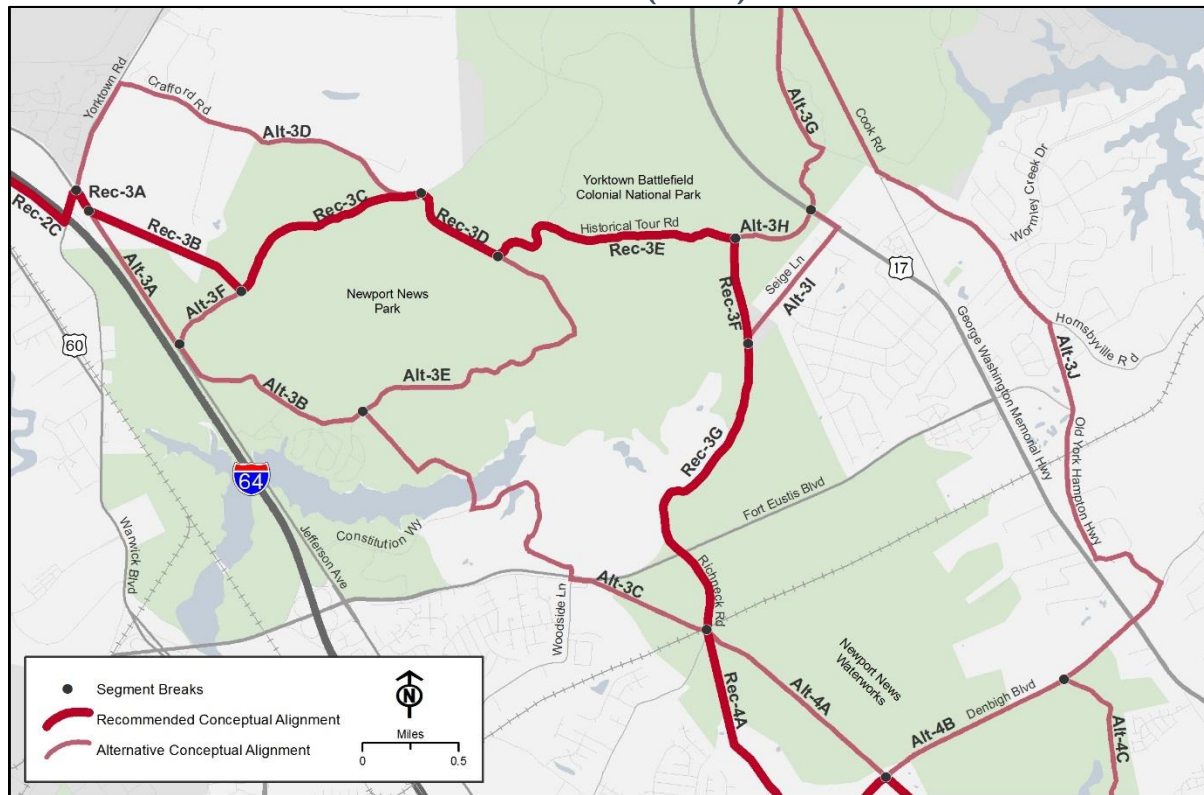 Yorktown Rd
Crafford Rd
Alt-3D
Alt-3G
Cook Rd
Wormley Creek Dr
Rec-3A
Rec-2C
Rec-3B
Rec-3C
Rec-3D
Yorktown Battlefield
Colonial National Park
Historical Tour Rd
Rec-3E
Alt-3H
Alt-3A
Alt-3F
Newport News
Park
Rec-3F
Seige Ln
Alt-3I
17
60
George Washington Memorial Hwy
Hornsbyville Rd
Alt-3J
Alt-3B
Alt-3E
Rec-3G
Old York Hampton Hwy
64
Fort Eustis Blvd
Constitution Wy
Warwick Blvd
Jefferson Ave
Alt-3C
Woodside Ln
Richneck Rd
Newport News
Waterworks
Rec-4A
Alt-4A
Alt-4B
Denbigh Blvd
Alt-4C
Segment Breaks
Recommended Conceptual Alignment
Alternative Conceptual Alignment
N
Miles
0 0.5